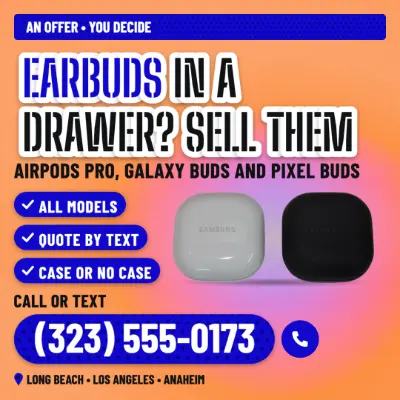 AN OFFER • YOU DECIDE
EARBUDS IN A
DRAWER? SELL THEM
AIRPODS PRO, GALAXY BUDS AND PIXEL BUDS
ALL MODELS
QUOTE BY TEXT
CASE OR NO CASE
SAMSUNG
CALL OR TEXT
(323) 555-0173
LONG BEACH • LOS ANGELES • ANAHEIM